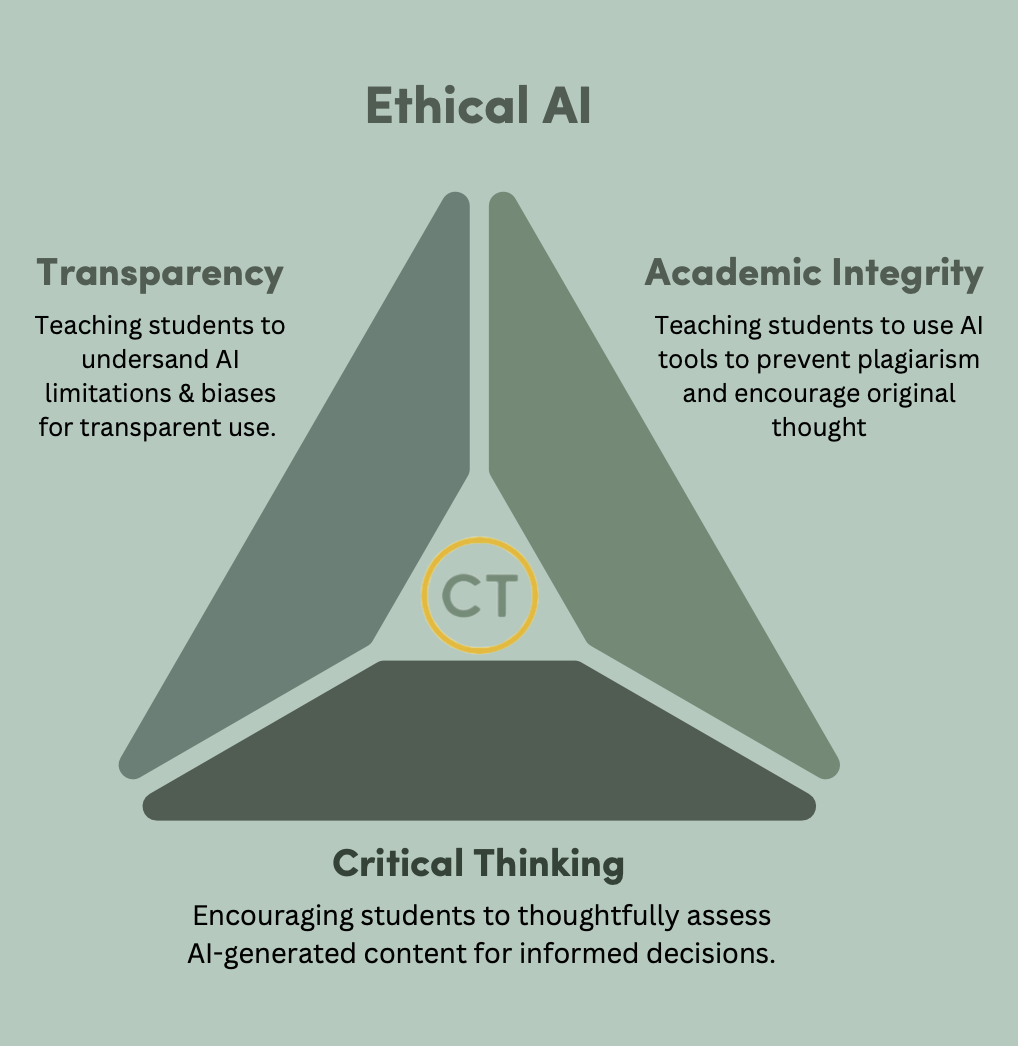 Ethical AI
Transparency
Teaching students to
undersand AI
limitations & biases
for transparent use.
Academic Integrity
Teaching students to use AI
tools to prevent plagiarism
and encourage original
thought
CT
Critical Thinking
Encouraging students to thoughtfully assess
AI-generated content for informed decisions.